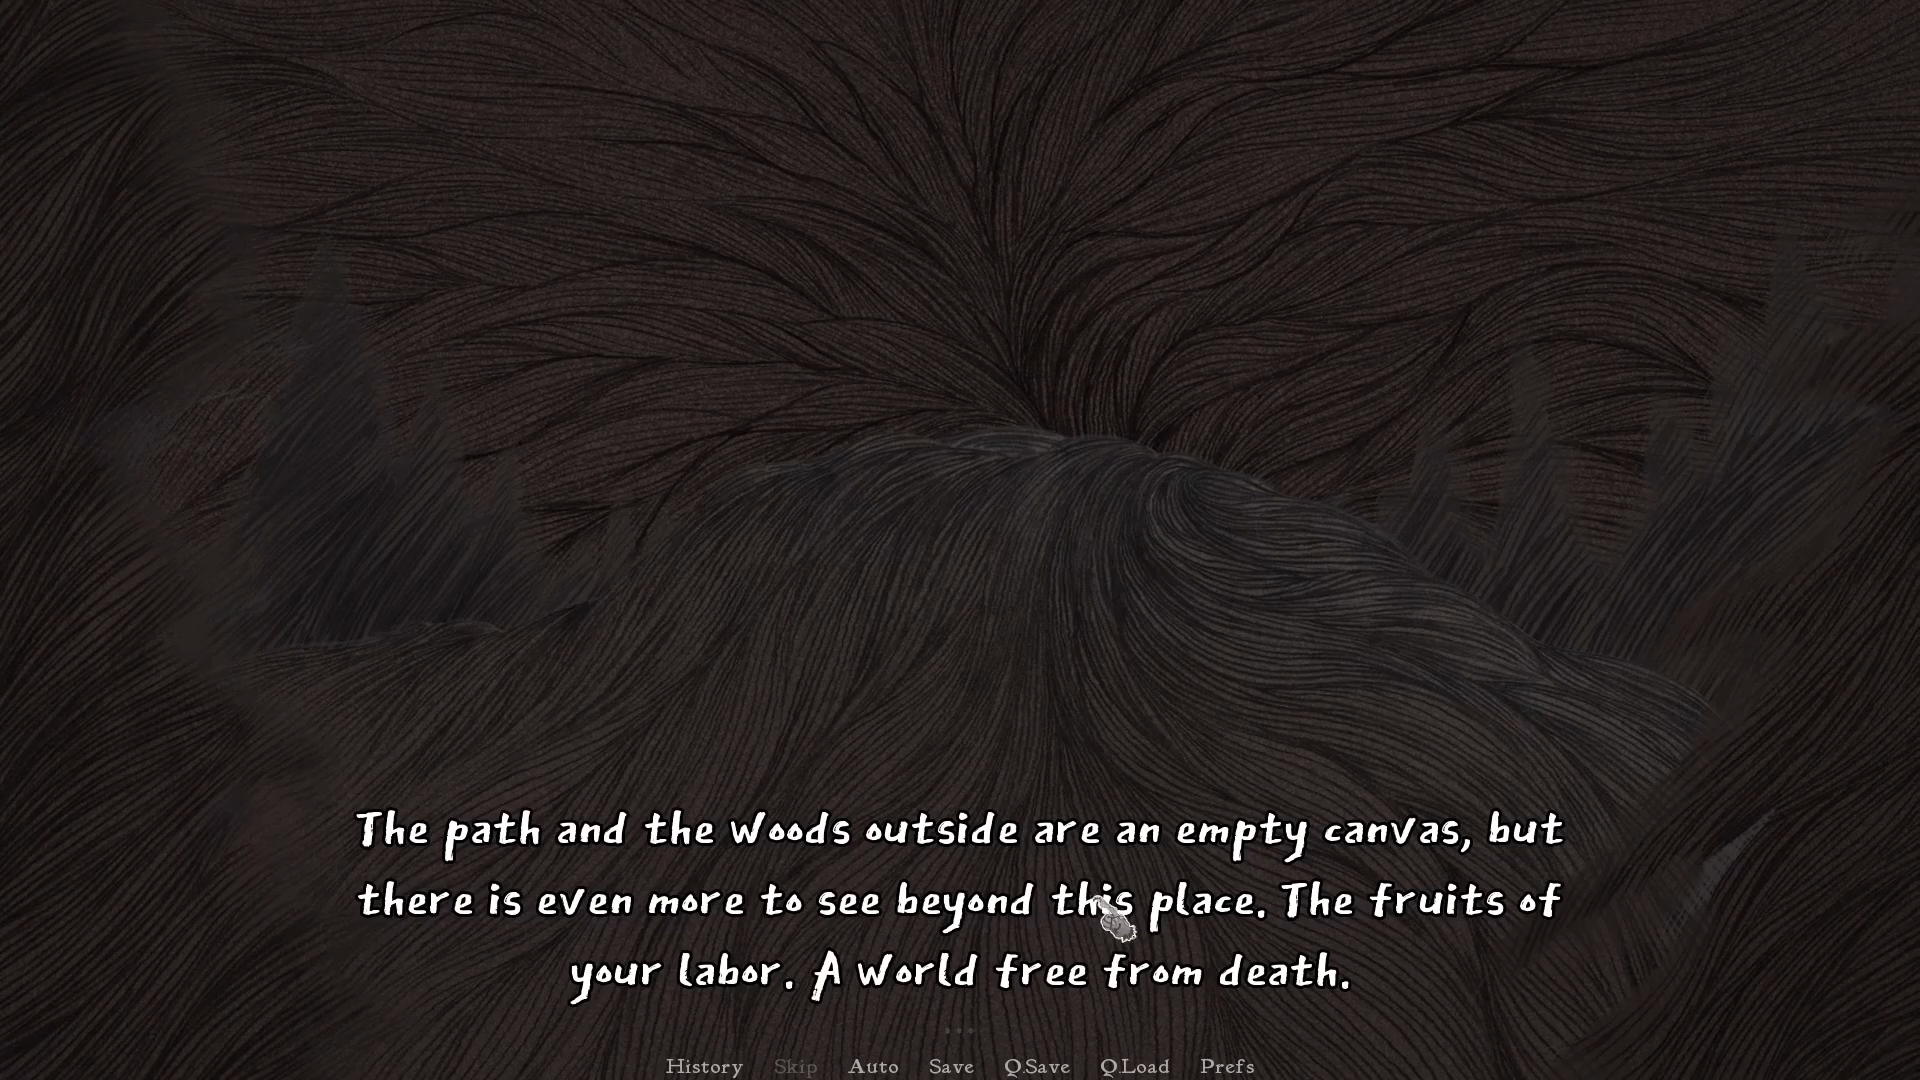 The path and the woods outside are an empty canvas, but
there is even more to see beyond this place. The fruits of
your labor. A world free from death.
History Skip Auto Save Q.Save Q.Load Prefs